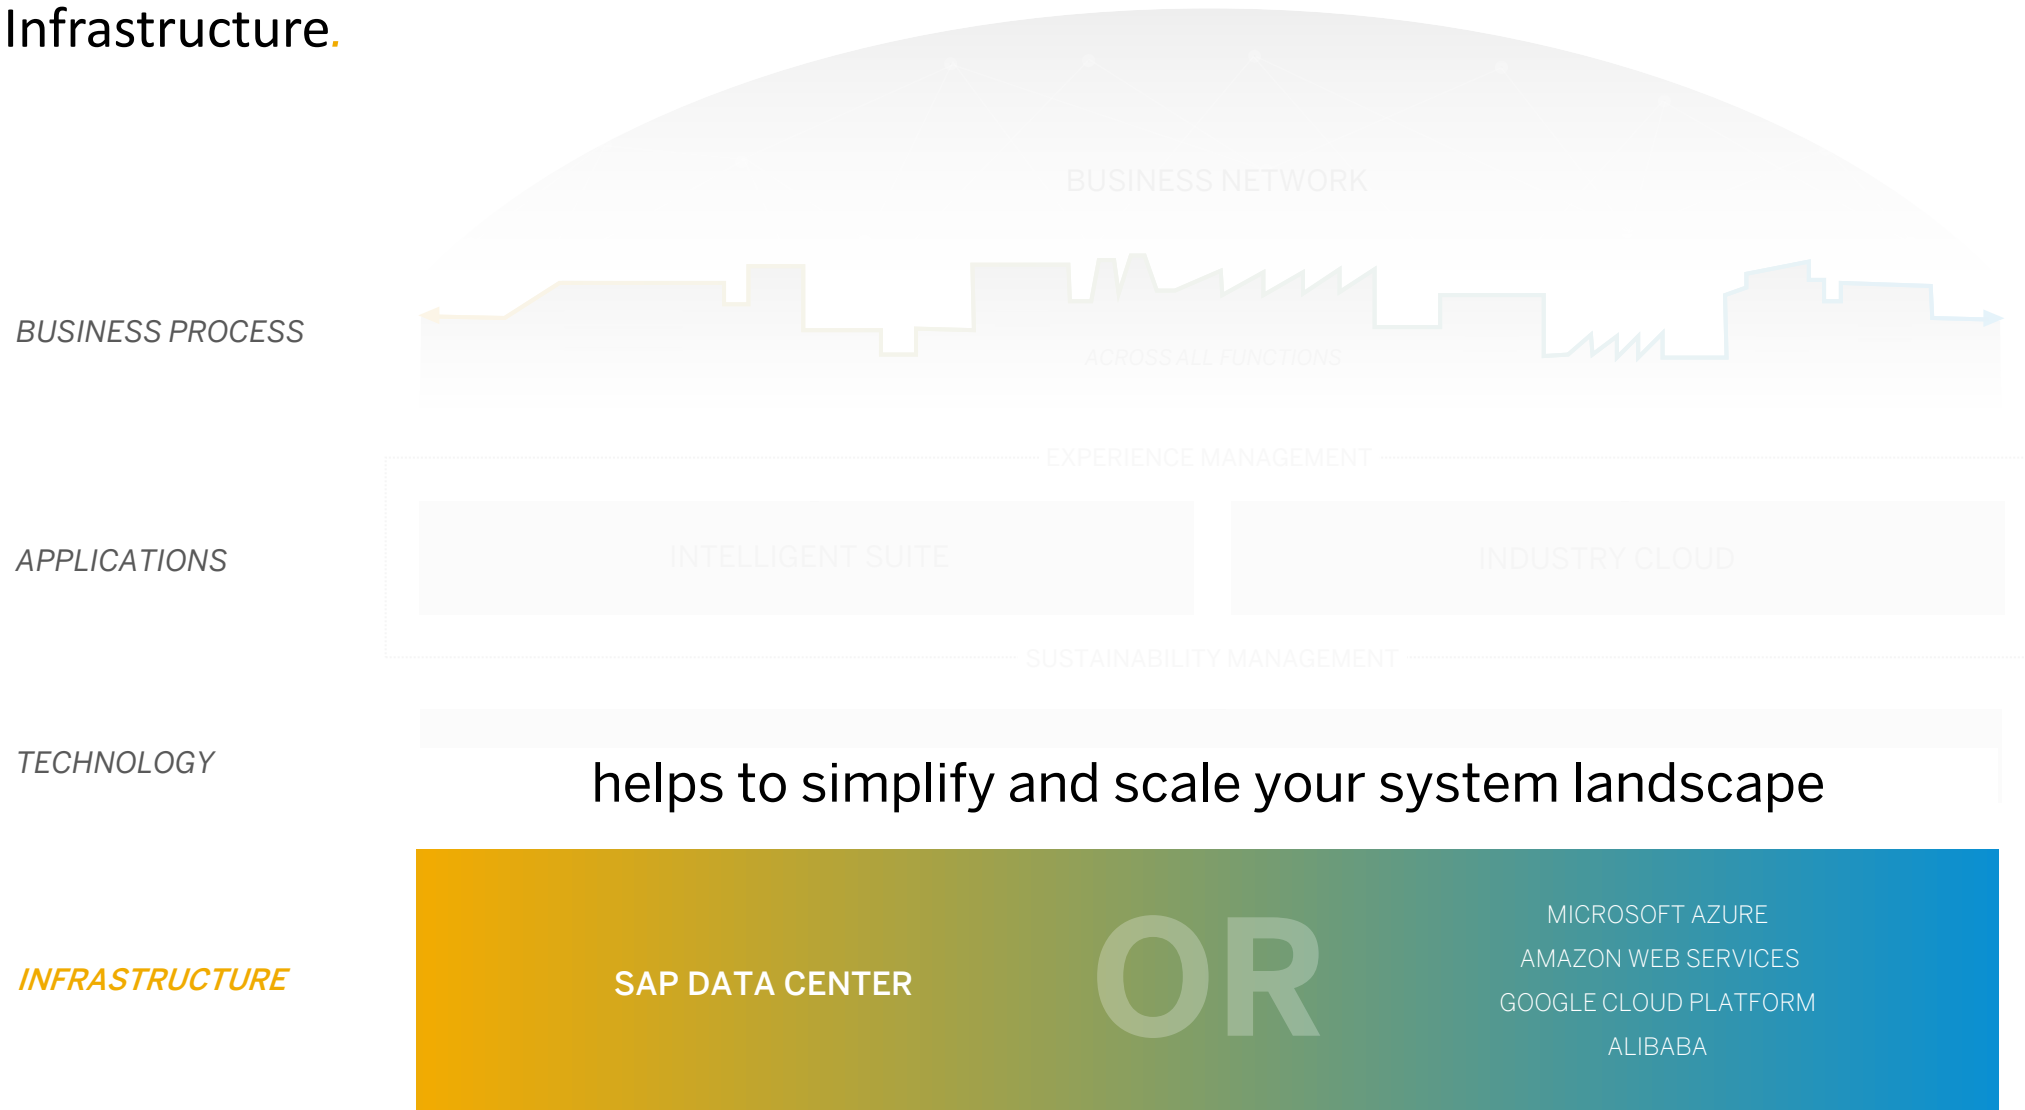 Infrastructure.
BUSINESS NETWORK
BUSINESS PROCESS
ACROSS ALL FUNCTIONS
EXPERIENCE MANAGEMENT
APPLICATIONS
INTELLIGENT SUITE
INDUSTRY CLOUD
SUSTAINABILITY MANAGEMENT
TECHNOLOGY
helps to simplify and scale your system landscape
INFRASTRUCTURE
SAP DATA CENTER
OR
MICROSOFT AZURE
AMAZON WEB SERVICES
GOOGLE CLOUD PLATFORM
ALIBABA